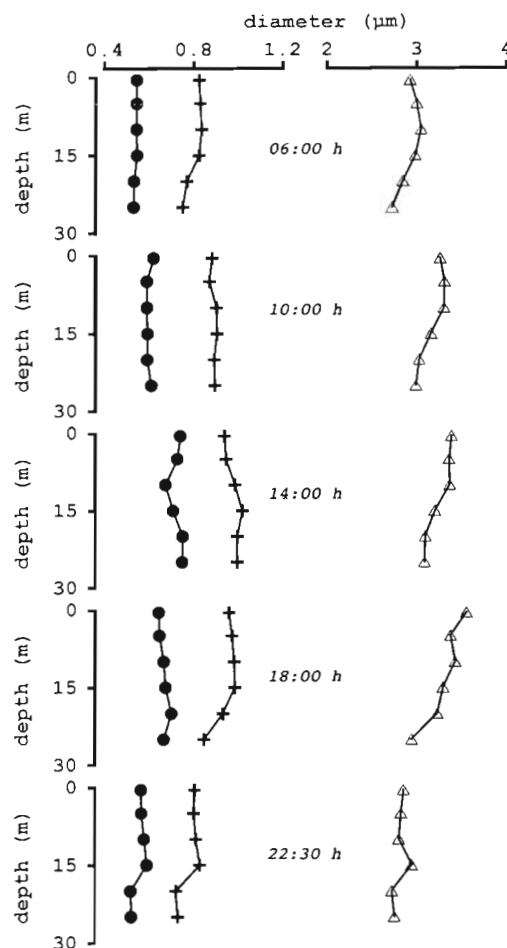 diameter (µm)
0.4 0.8 1.2 2 3 4
0
15
30
depth (m)
06:00 h
0
15
30
depth (m)
10:00 h
0
15
30
depth (m)
14:00 h
0
15
30
depth (m)
18:00 h
0
15
30
depth (m)
22:30 h